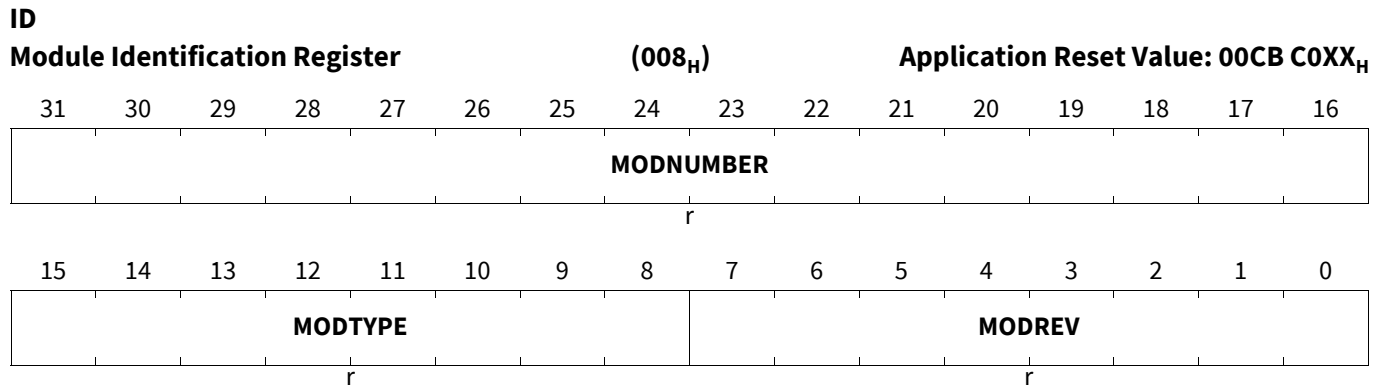 ID
Module Identification Register (008H) Application Reset Value: 00CB C0XXH
31 30 29 28 27 26 25 24 23 22 21 20 19 18 17 16
MODNUMBER
r
15 14 13 12 11 10 9 8 7 6 5 4 3 2 1 0
MODTYPE MODREV
r r